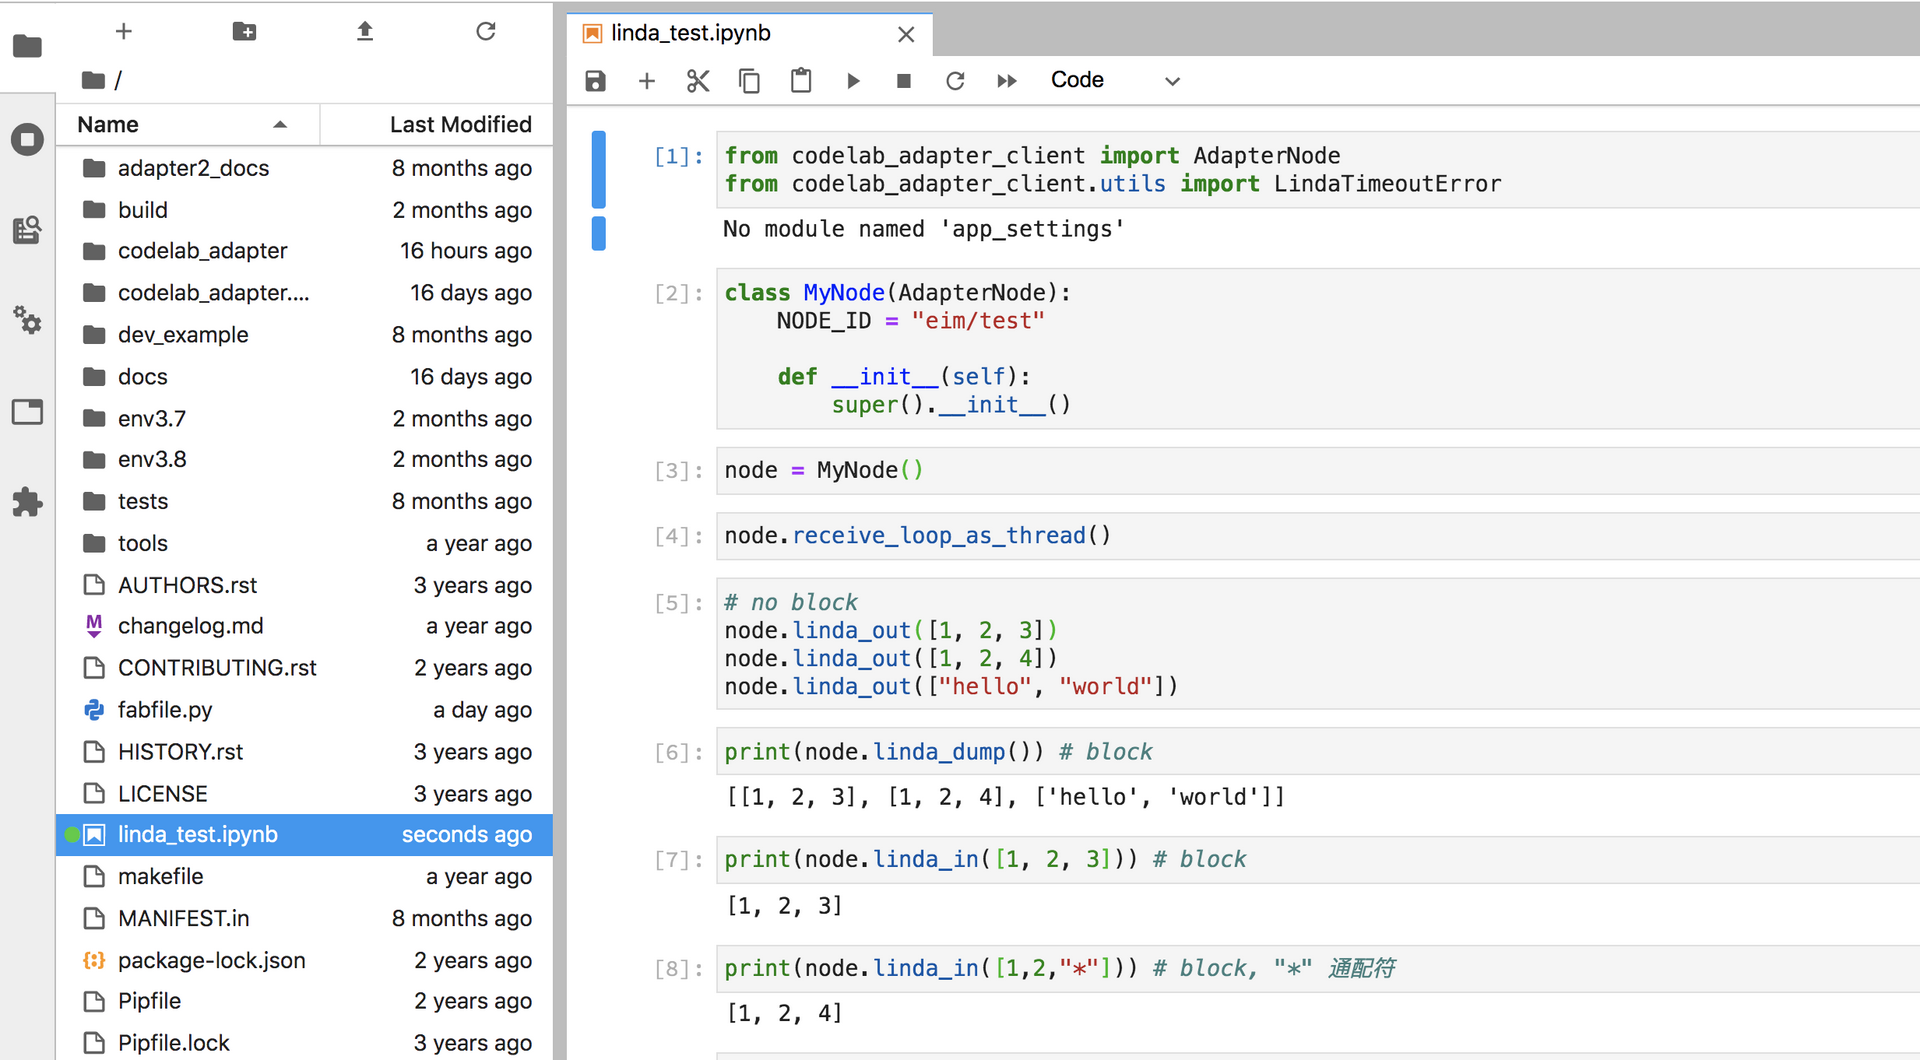 /
Name Last Modified
adapter2_docs 8 months ago
build 2 months ago
codelab_adapter 16 hours ago
codelab_adapter.... 16 days ago
dev_example 8 months ago
docs 16 days ago
env3.7 2 months ago
env3.8 2 months ago
tests 8 months ago
tools a year ago
AUTHORS.rst 3 years ago
changelog.md a year ago
CONTRIBUTING.rst 2 years ago
fabfile.py a day ago
HISTORY.rst 3 years ago
LICENSE 3 years ago
linda_test.ipynb seconds ago
makefile a year ago
MANIFEST.in 8 months ago
package-lock.json 2 years ago
Pipfile 2 years ago
Pipfile.lock 3 years ago
linda_test.ipynb
Code
[1]: from codelab_adapter_client import AdapterNode
from codelab_adapter_client.utils import LindaTimeoutError
No module named 'app_settings'
[2]: class MyNode(AdapterNode):
    NODE_ID = "eim/test"
    def __init__(self):
        super().__init__()
[3]: node = MyNode()
[4]: node.receive_loop_as_thread()
[5]: # no block
node.linda_out([1, 2, 3])
node.linda_out([1, 2, 4])
node.linda_out(["hello", "world"])
[6]: print(node.linda_dump()) # block
[[1, 2, 3], [1, 2, 4], ['hello', 'world']]
[7]: print(node.linda_in([1, 2, 3])) # block
[1, 2, 3]
[8]: print(node.linda_in([1,2,"*"])) # block, "*" 通配符
[1, 2, 4]